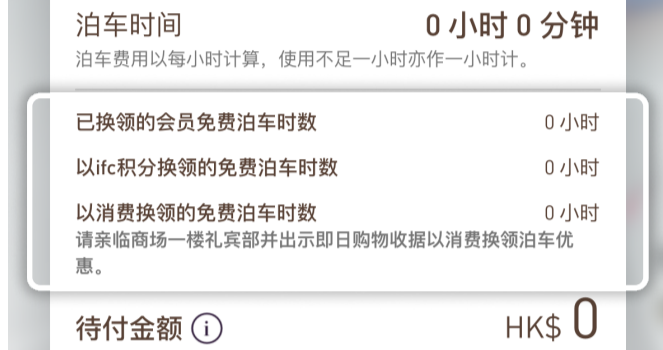 泊车时间 0 小时 0 分钟
泊车费用以每小时计算，使用不足一小时亦作一小时计。
已换领的会员免费泊车时数 0 小时
以ifc积分换领的免费泊车时数 0 小时
以消费换领的免费泊车时数 0 小时
请亲临商场一楼礼宾部并出示即日购物收据以消费换领泊车优
惠。
待付金额 i HK$ 0